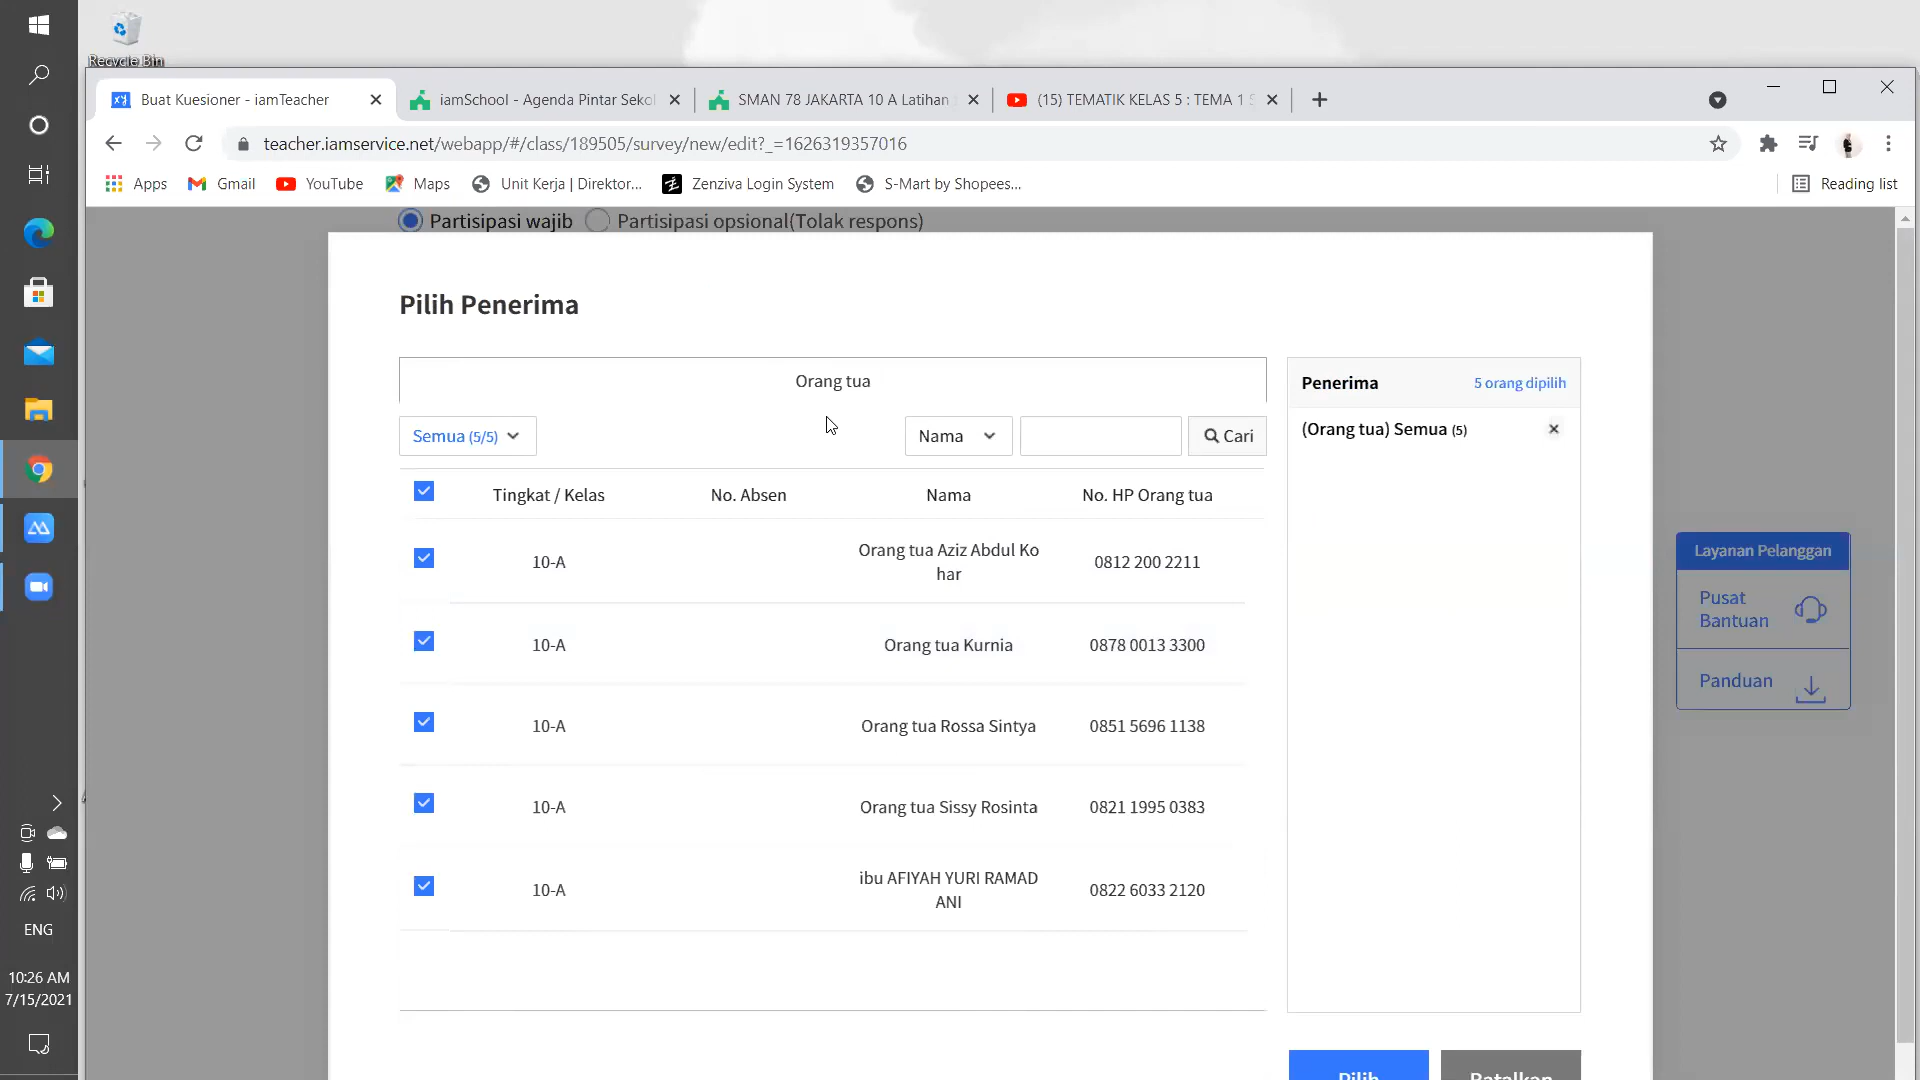 Recycle Bin
Buat Kuesioner - iamTeacher
iamSchool - Agenda Pintar Sekol
SMAN 78 JAKARTA 10 A Latihan
(15) TEMATIK KELAS 5 : TEMA 1 S
teacher.iamservice.net/webapp/#/class/189505/survey/new/edit?_=1626319357016
Apps
Gmail
YouTube
Maps
Unit Kerja | Direktor...
Zenziva Login System
S-Mart by Shopees...
Reading list
Partisipasi wajib
Partisipasi opsional(Tolak respons)
Pilih Penerima
Orang tua
Penerima
5 orang dipilih
Semua (5/5)
Nama
Cari
(Orang tua) Semua (5)
Tingkat / Kelas
No. Absen
Nama
No. HP Orang tua
10-A
Orang tua Aziz Abdul Ko
har
0812 200 2211
10-A
Orang tua Kurnia
0878 0013 3300
10-A
Orang tua Rossa Sintya
0851 5696 1138
10-A
Orang tua Sissy Rosinta
0821 1995 0383
10-A
ibu AFIYAH YURI RAMAD
ANI
0822 6033 2120
Layanan Pelanggan
Pusat
Bantuan
Panduan
Pilih
Batalkan
ENG
10:26 AM
7/15/2021